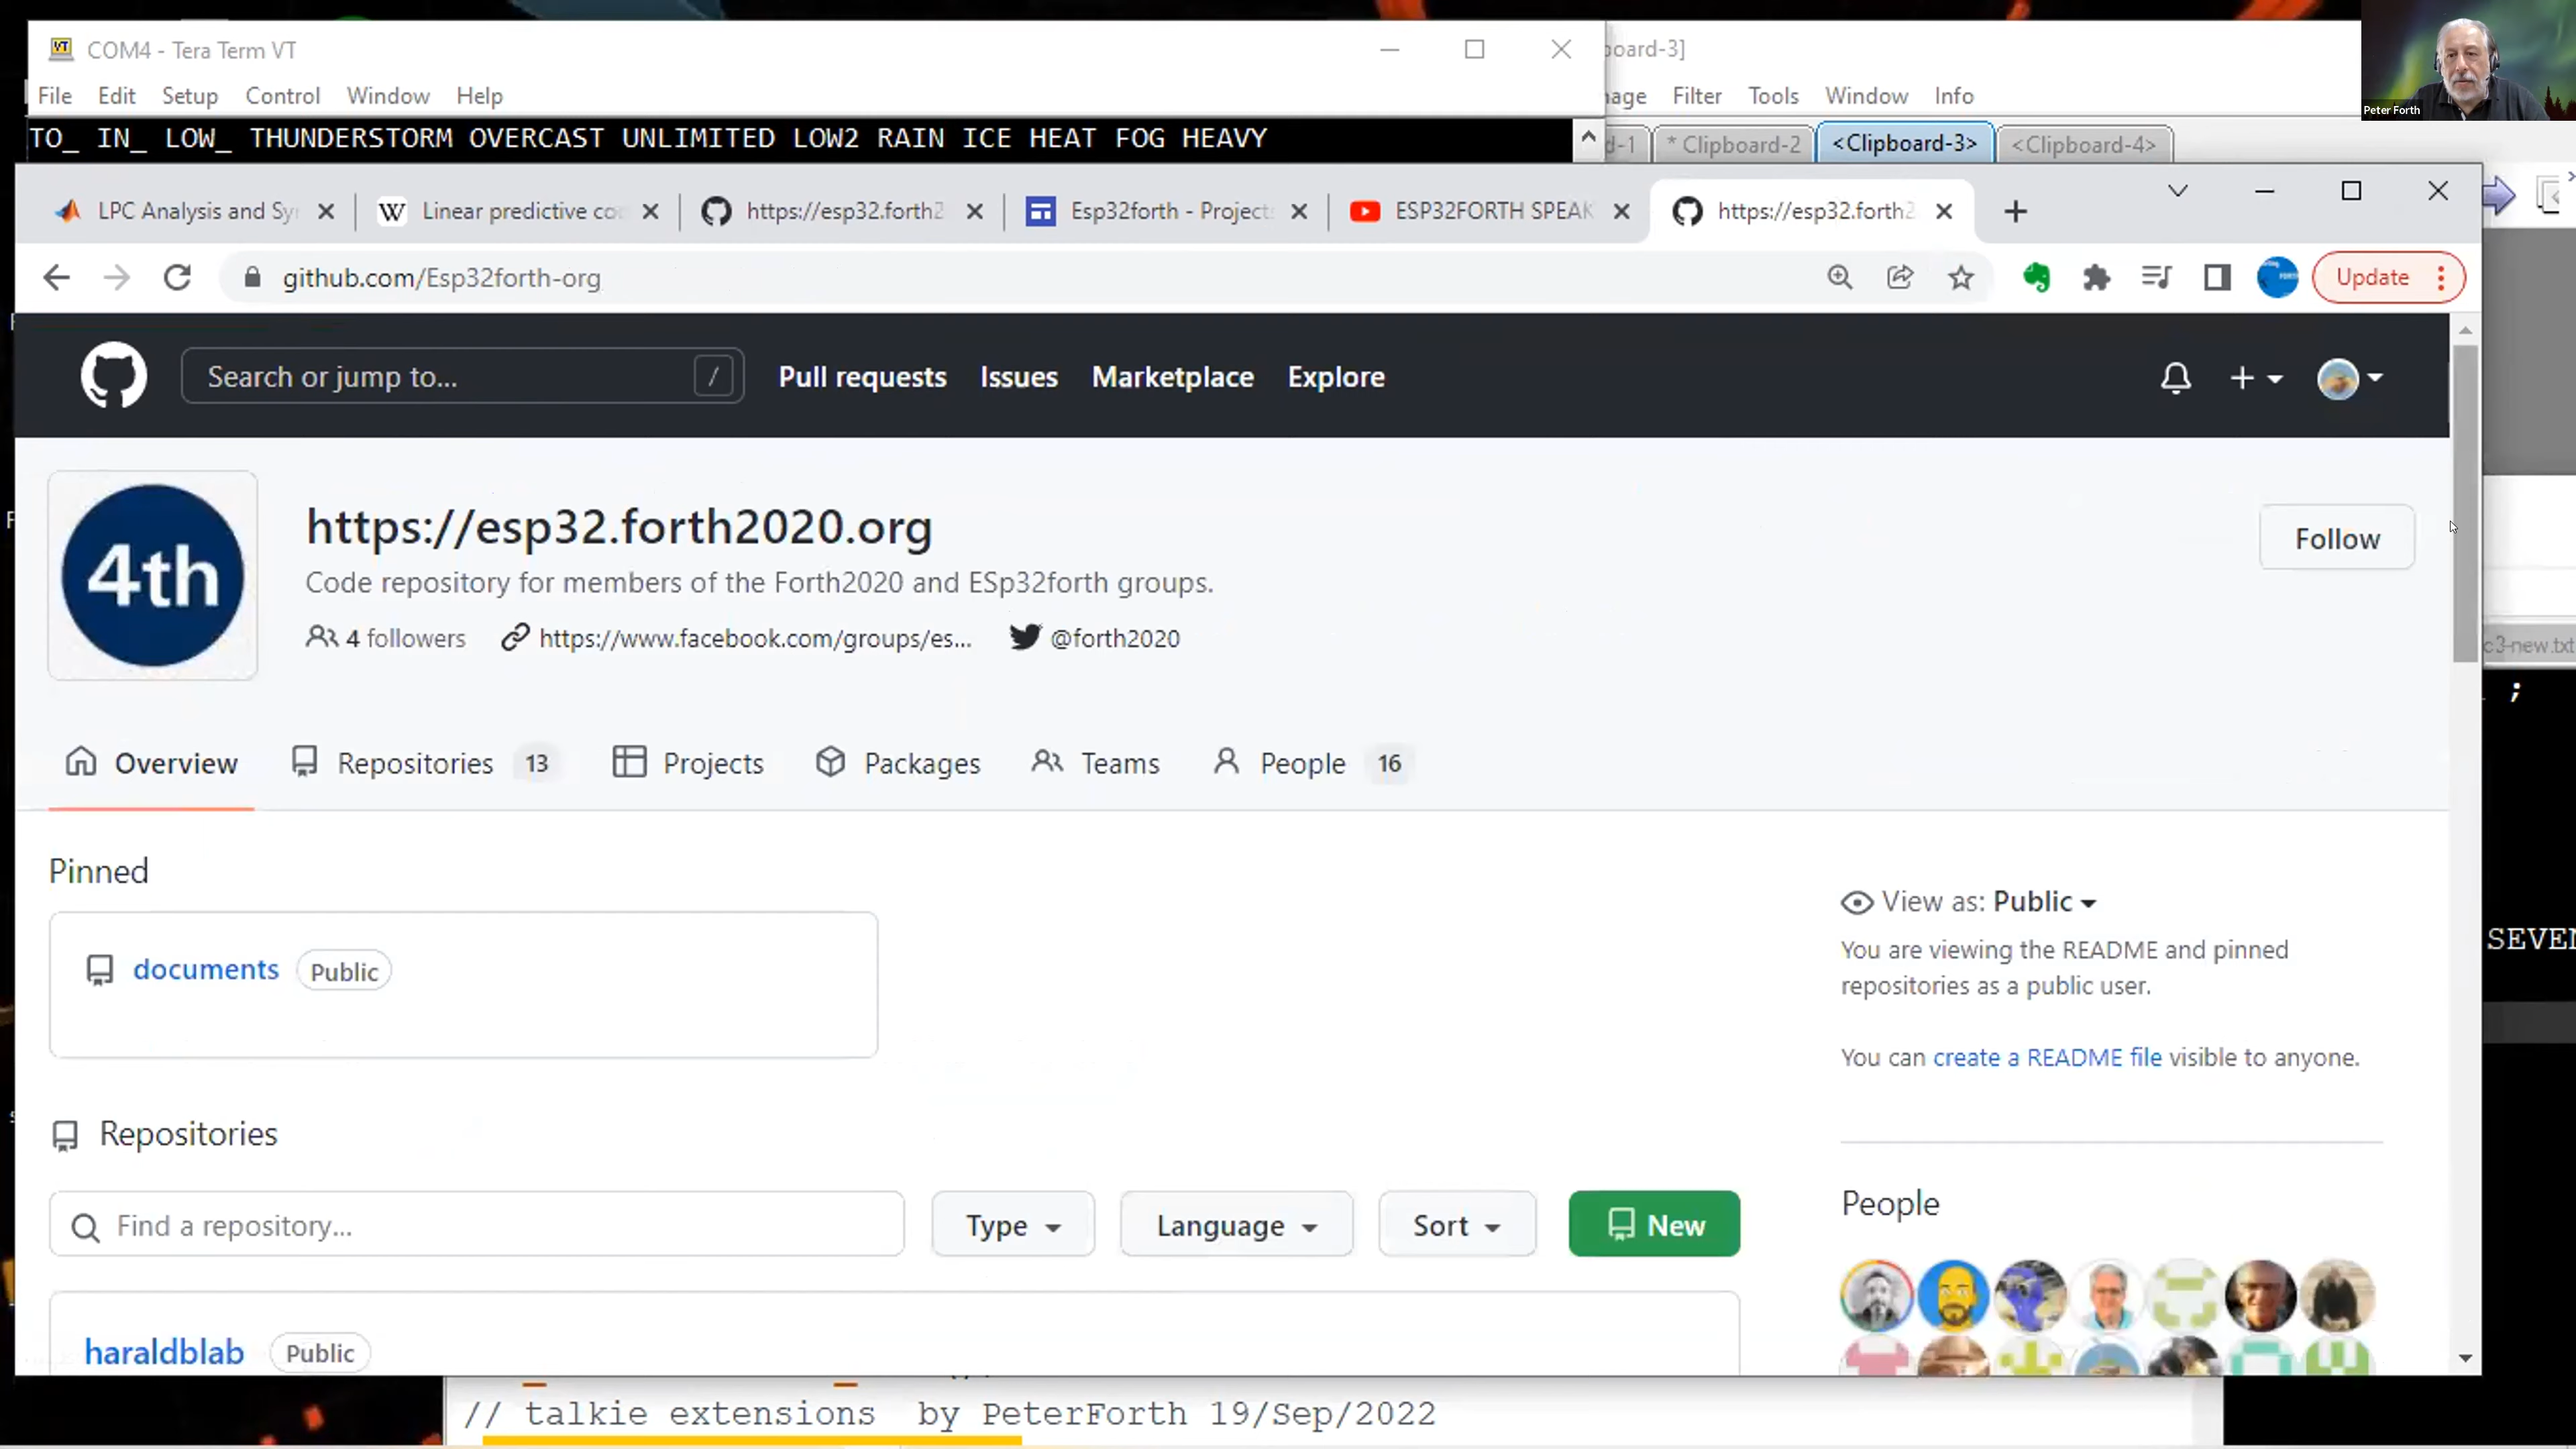 COM4 - Tera Term VT
board-3]
Peter Forth
File Edit Setup Control Window Help
Filter Tools Window Info
TO_ IN_ LOW_ THUNDERSTORM OVERCAST UNLIMITED LOW2 RAIN ICE HEAT FOG HEAVY
d-1 * Clipboard-2 <Clipboard-3> <Clipboard-4>
LPC Analysis and Sy
W Linear predictive co
https://esp32.forth2
Esp32forth - Project
ESP32FORTH SPEAK
https://esp32.forth2
github.com/Esp32forth-org
Update
Search or jump to... /
Pull requests Issues Marketplace Explore
4th
https://esp32.forth2020.org
Follow
Code repository for members of the Forth2020 and ESp32forth groups.
4 followers https://www.facebook.com/groups/es... @forth2020
c3-new.txt
;
Overview Repositories 13 Projects Packages Teams People 16
Pinned
View as: Public
documents Public
You are viewing the README and pinned
repositories as a public user.
SEVEN
You can create a README file visible to anyone.
Repositories
Find a repository... Type Language Sort New
People
haraldblab Public
// talkie extensions by PeterForth 19/Sep/2022